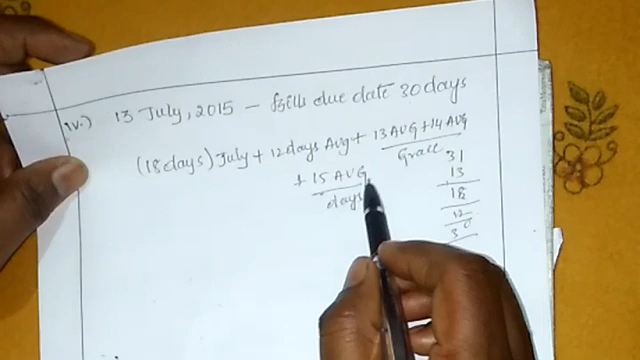 iv.) 13 July, 2015 - Bills due date 30 days
(18 days) July + 12 days Aug + 13 AUG + 14 AUG
Grace
+ 15 AUG
days
31
13
18
12
30